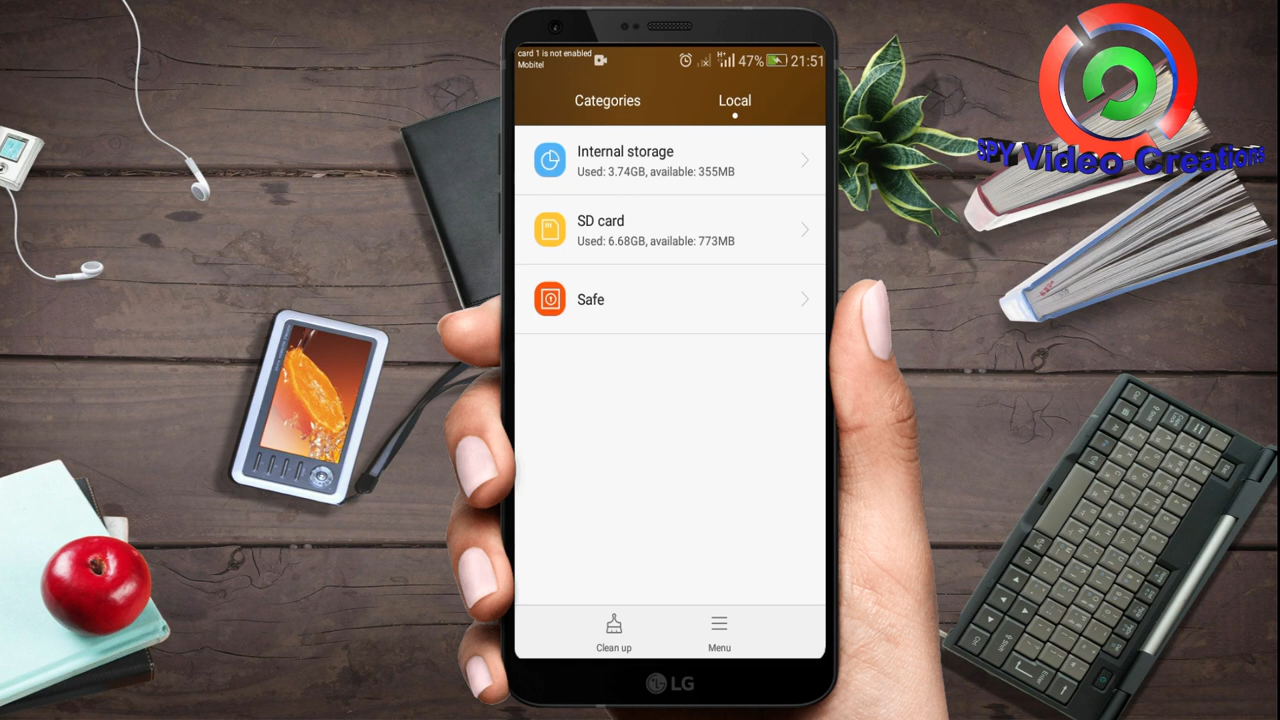 card 1 is not enabled
Mobitel
H+
47%
21:51
Categories
Local
Internal storage
Used: 3.74GB, available: 355MB
SD card
Used: 6.68GB, available: 773MB
Safe
Clean up
Menu
LG
SPY Video Creations